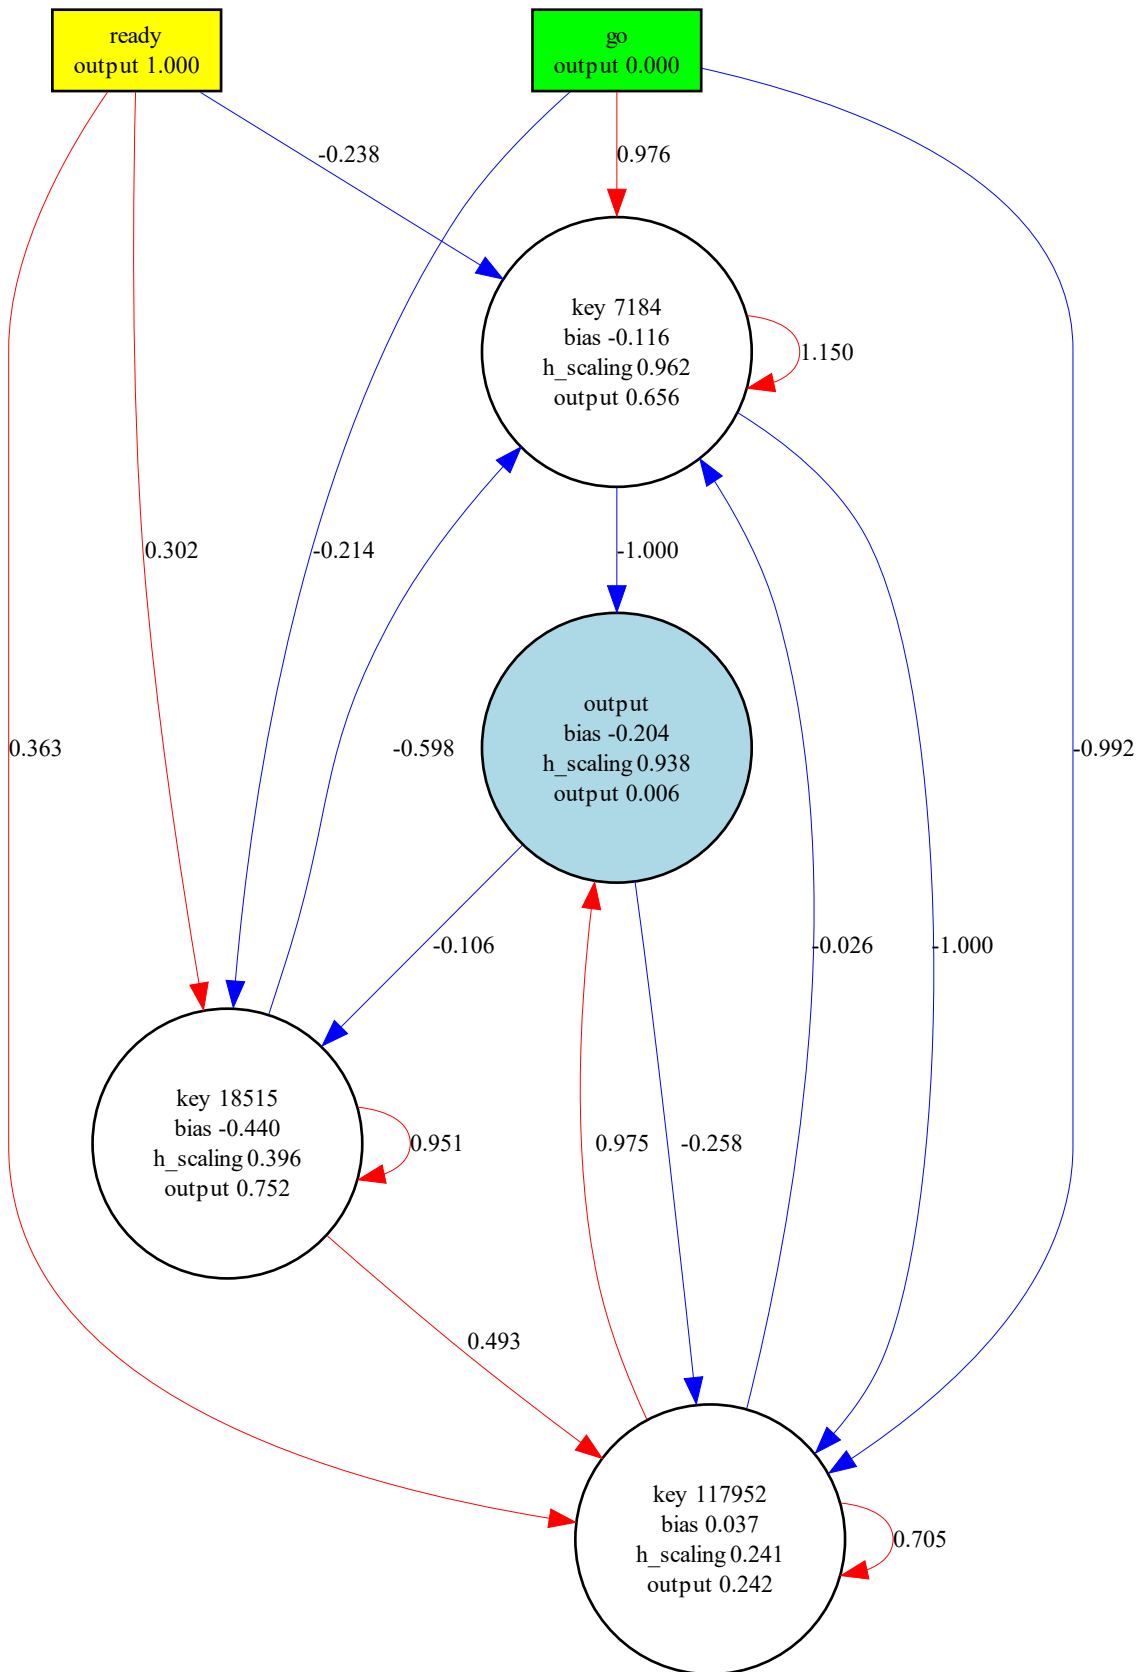 ready
output 1.000
go
output 0.000
-0.238
0.976
key 7184
bias -0.116
h_scaling 0.962
output 0.656
1.150
0.302
-0.214
-1.000
output
bias -0.204
h_scaling 0.938
output 0.006
0.363
-0.598
-0.992
-0.106
-0.026
-1.000
key 18515
bias -0.440
h_scaling 0.396
output 0.752
0.951
0.975
-0.258
0.493
key 117952
bias 0.037
h_scaling 0.241
output 0.242
0.705